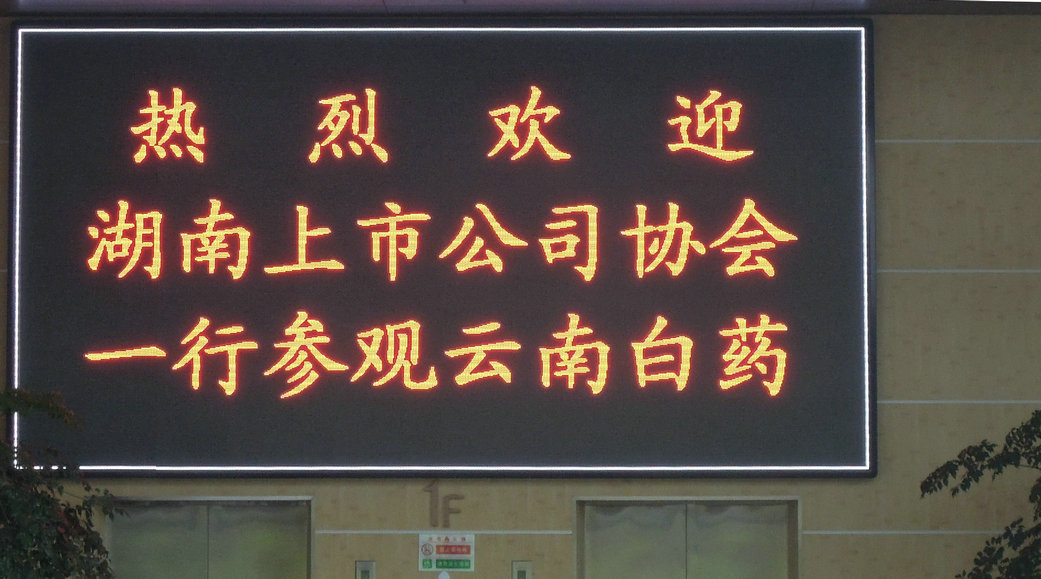 热烈欢迎
湖南上市公司协会
一行参观云南白药
1F